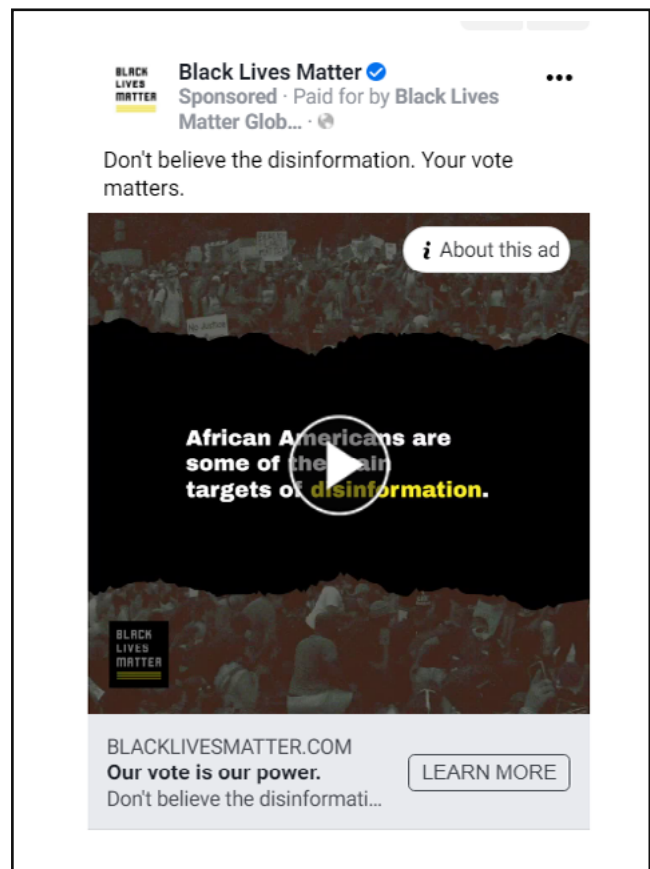 BLACK
LIVES
MATTER
Black Lives Matter
Sponsored · Paid for by Black Lives
Matter Glob... ·
Don't believe the disinformation. Your vote
matters.
i About this ad
No Justice
African Americans are
some of the main
targets of disinformation.
BLACK
LIVES
MATTER
BLACKLIVESMATTER.COM
Our vote is our power.
LEARN MORE
Don't believe the disinformati...